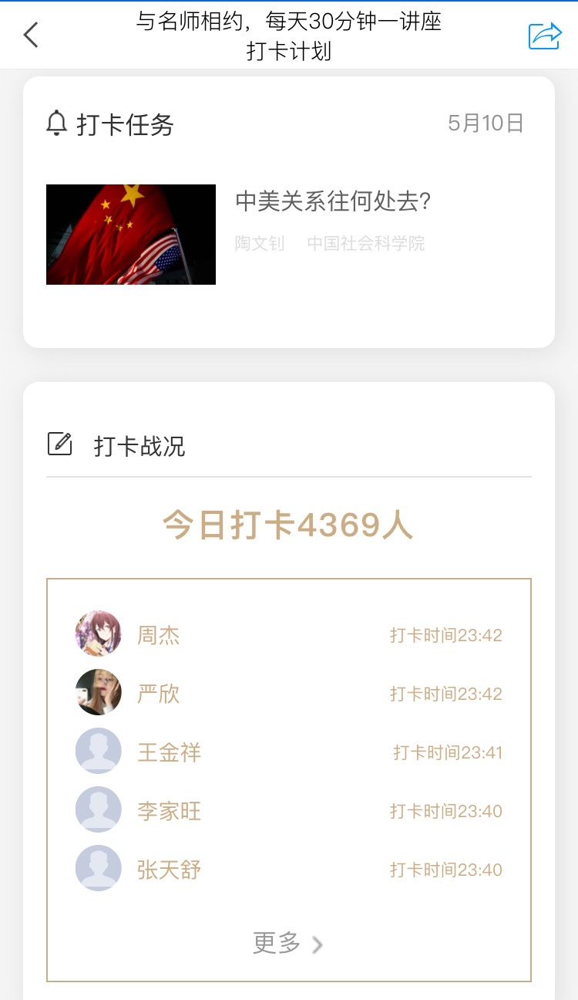 与名师相约，每天30分钟一讲座
打卡计划
打卡任务
5月10日
中美关系往何处去?
陶文钊 中国社会科学院
打卡战况
今日打卡4369人
周杰 打卡时间23:42
严欣 打卡时间23:42
王金祥 打卡时间23:41
李家旺 打卡时间23:40
张天舒 打卡时间23:40
更多